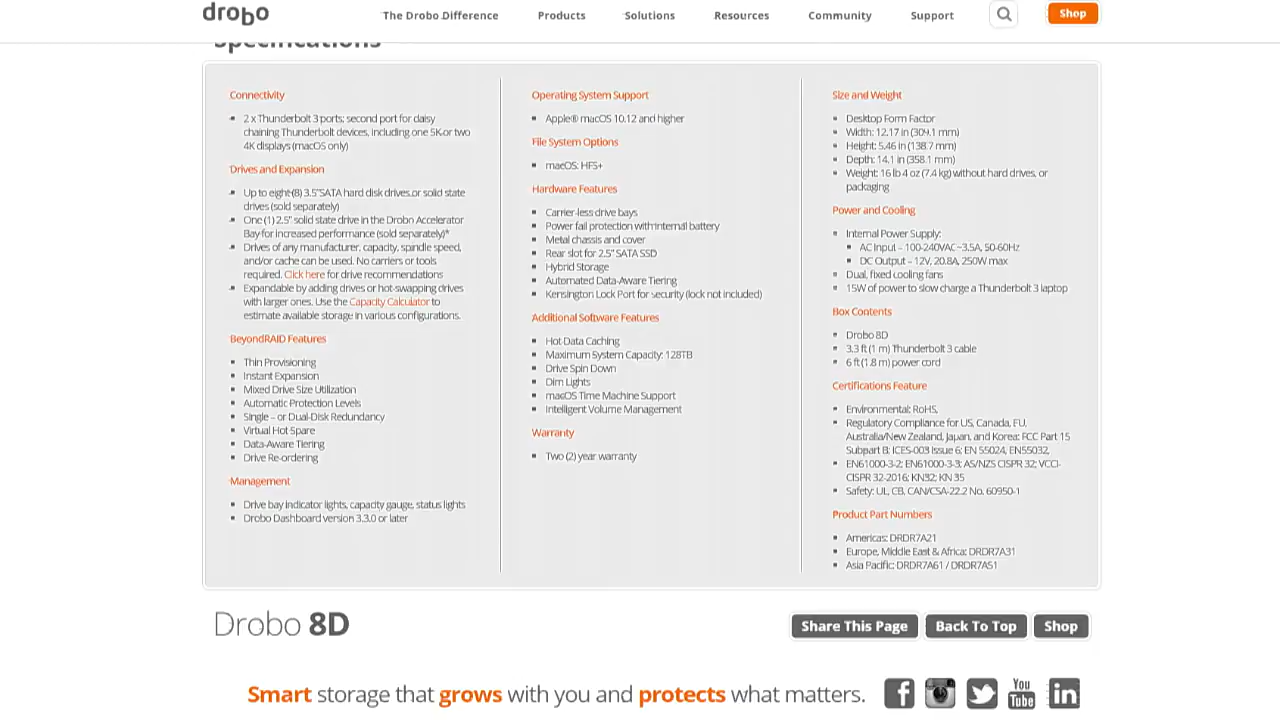 drobo
The Drobo Difference Products Solutions Resources Community Support Shop
Specifications
Connectivity
2 x Thunderbolt 3 ports; second port for daisy
chaining Thunderbolt devices, including one 5K or two
4K displays (macOS only)
Drives and Expansion
Up to eight (8) 3.5" SATA hard disk drives or solid state
drives (sold separately)
One (1) 2.5" solid state drive in the Drobo Accelerator
Bay for increased performance (sold separately)*
Drives of any manufacturer, capacity, spindle speed,
and/or cache can be used. No carriers or tools
required. Click here for drive recommendations
Expandable by adding drives or hot-swapping drives
with larger ones. Use the Capacity Calculator to
estimate available storage in various configurations.
BeyondRAID Features
Thin Provisioning
Instant Expansion
Mixed Drive Size Utilization
Automatic Protection Levels
Single – or Dual-Disk Redundancy
Virtual Hot Spare
Data-Aware Tiering
Drive Re-ordering
Management
Drive bay indicator lights, capacity gauge, status lights
Drobo Dashboard version 3.3.0 or later
Operating System Support
Apple® macOS 10.12 and higher
File System Options
macOS: HFS+
Hardware Features
Carrier-less drive bays
Power fail protection with internal battery
Metal chassis and cover
Rear slot for 2.5" SATA SSD
Hybrid Storage
Automated Data-Aware Tiering
Kensington Lock Port for security (lock not included)
Additional Software Features
Hot Data Caching
Maximum System Capacity: 128TB
Drive Spin Down
Dim Lights
macOS Time Machine Support
Intelligent Volume Management
Warranty
Two (2) year warranty
Size and Weight
Desktop Form Factor
Width: 12.17 in (309.1 mm)
Height: 5.46 in (138.7 mm)
Depth: 14.1 in (358.1 mm)
Weight: 16 lb 4 oz (7.4 kg) without hard drives, or
packaging
Power and Cooling
Internal Power Supply:
AC Input – 100-240VAC~3.5A, 50-60Hz
DC Output – 12V, 20.8A, 250W max
Dual, fixed cooling fans
15W of power to slow charge a Thunderbolt 3 laptop
Box Contents
Drobo 8D
3.3 ft (1 m) Thunderbolt 3 cable
6 ft (1.8 m) power cord
Certifications Feature
Environmental: RoHS,
Regulatory Compliance for US, Canada, EU,
Australia/New Zealand, Japan, and Korea: FCC Part 15
Subpart B; ICES-003 Issue 6; EN 55024, EN55032,
EN61000-3-2; EN61000-3-3; AS/NZS CISPR 32; VCCI-
CISPR 32-2016; KN32; KN 35
Safety: UL, CB, CAN/CSA-22.2 No. 60950-1
Product Part Numbers
Americas: DRDR7A21
Europe, Middle East & Africa: DRDR7A31
Asia Pacific: DRDR7A61 / DRDR7A51
Drobo 8D
Share This Page Back To Top Shop
Smart storage that grows with you and protects what matters.
You
Tube
in